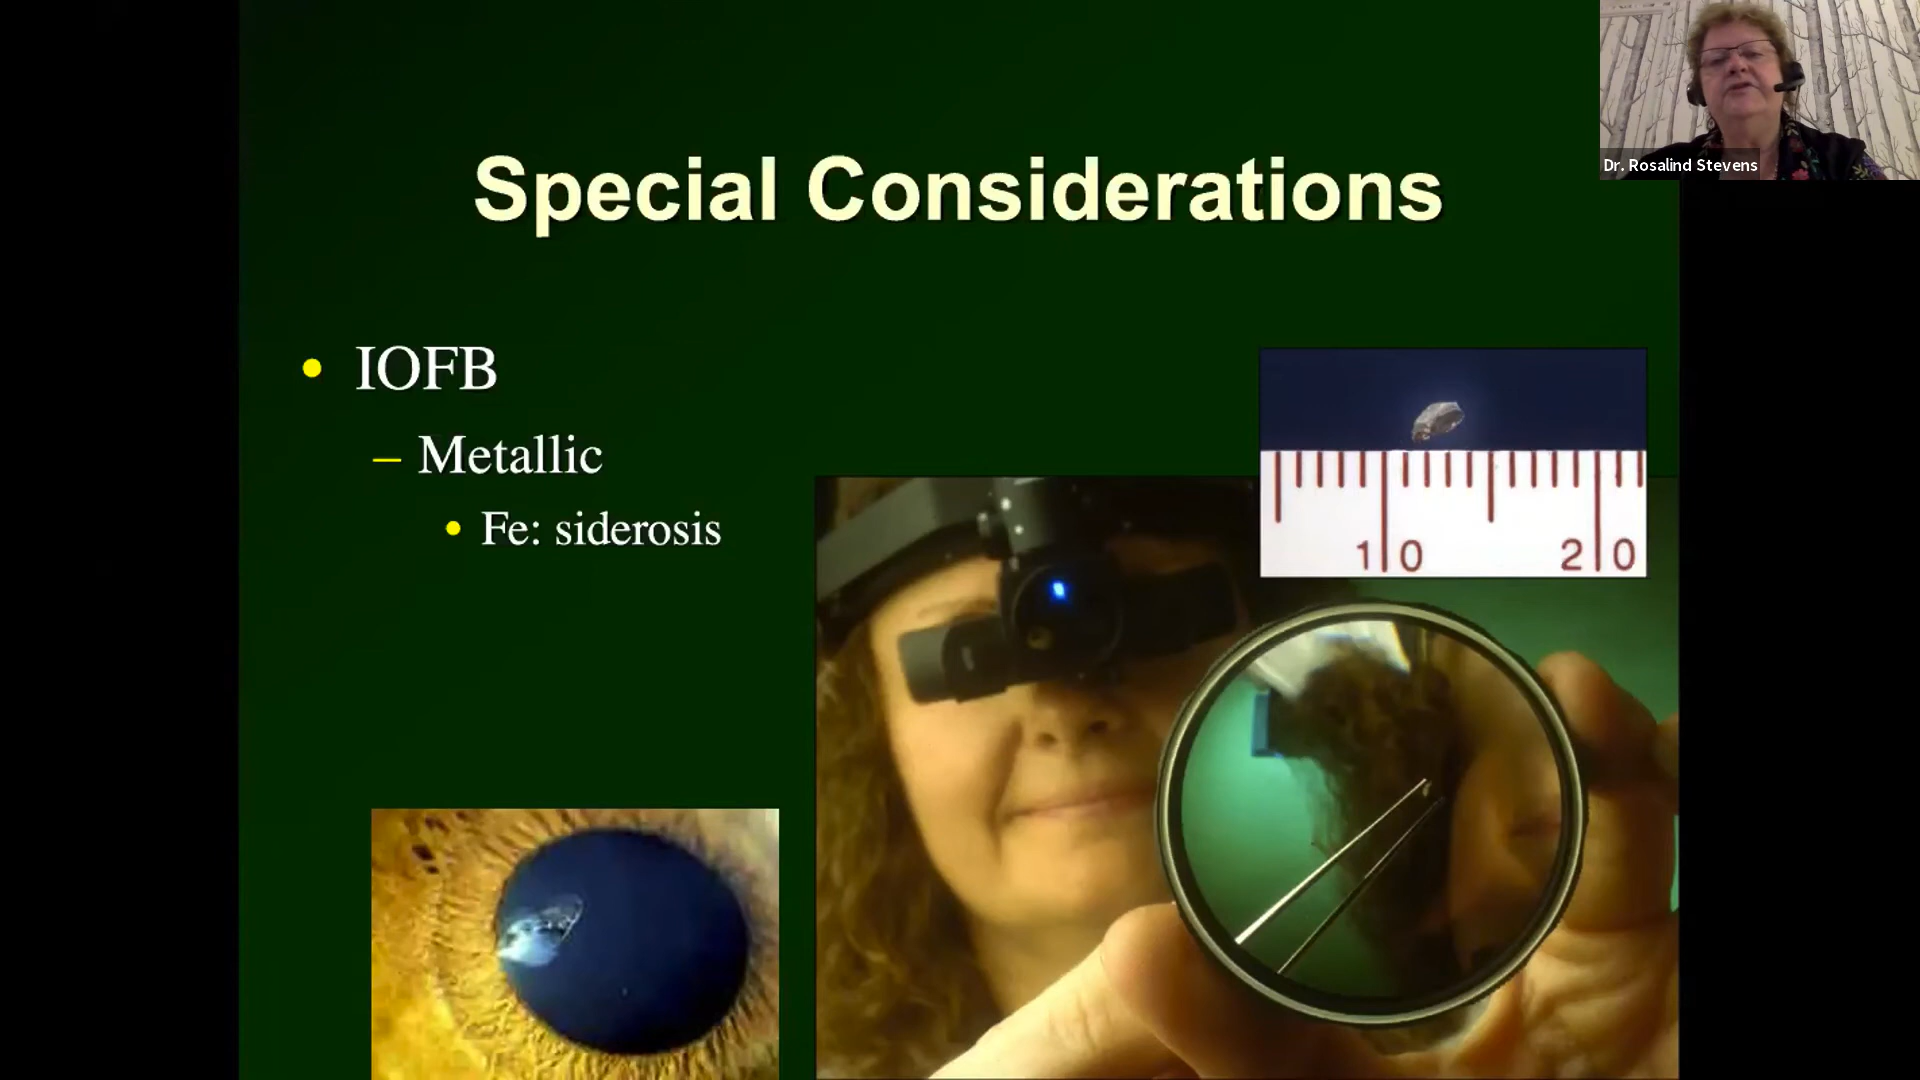 Special Considerations
Dr. Rosalind Stevens
• IOFB
– Metallic
• Fe: siderosis
10 20